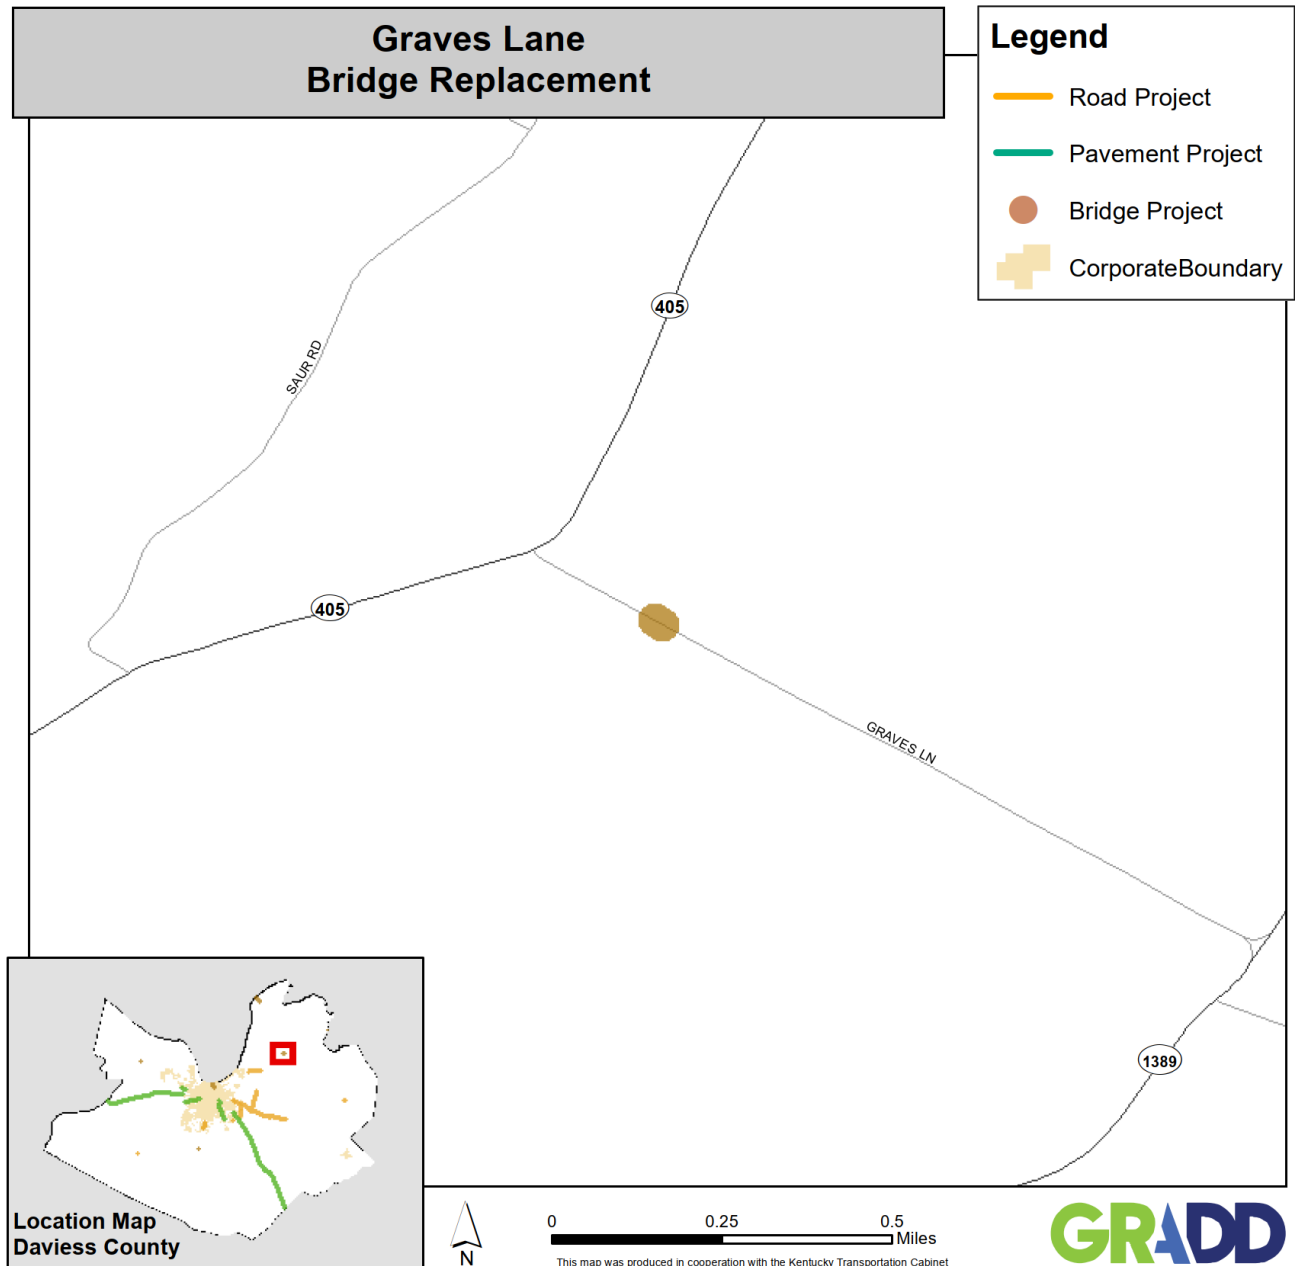 Graves Lane
Bridge Replacement
Legend
Road Project
Pavement Project
Bridge Project
CorporateBoundary
405
SAUR RD
405
GRAVES LN
1389
Location Map
Daviess County
N
0 0.25 0.5
Miles
This map was produced in cooperation with the Kentucky Transportation Cabinet
GRADD